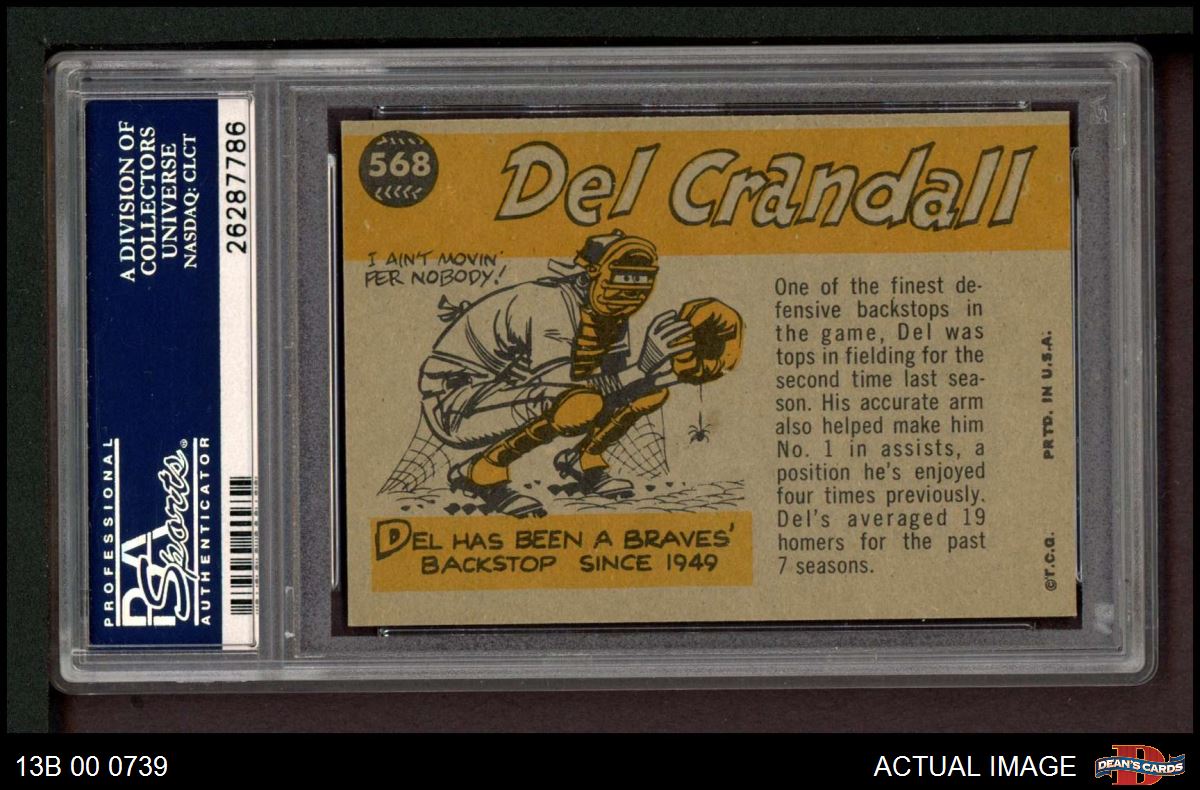 A DIVISION OF
COLLECTORS
UNIVERSE
NASDAQ: CLCT
26287786
PROFESSIONAL
PSA
Sports®
AUTHENTICATOR
568
Del Crandall
I AIN'T MOVIN'
FER NOBODY!
DEL HAS BEEN A BRAVES'
BACKSTOP SINCE 1949
One of the finest de-
fensive backstops in
the game, Del was
tops in fielding for the
second time last sea-
son. His accurate arm
also helped make him
No. 1 in assists, a
position he's enjoyed
four times previously.
Del's averaged 19
homers for the past
7 seasons.
©T.C.G.
PRTD. IN U.S.A.
13B 00 0739
ACTUAL IMAGE
D
DEAN'S CARDS